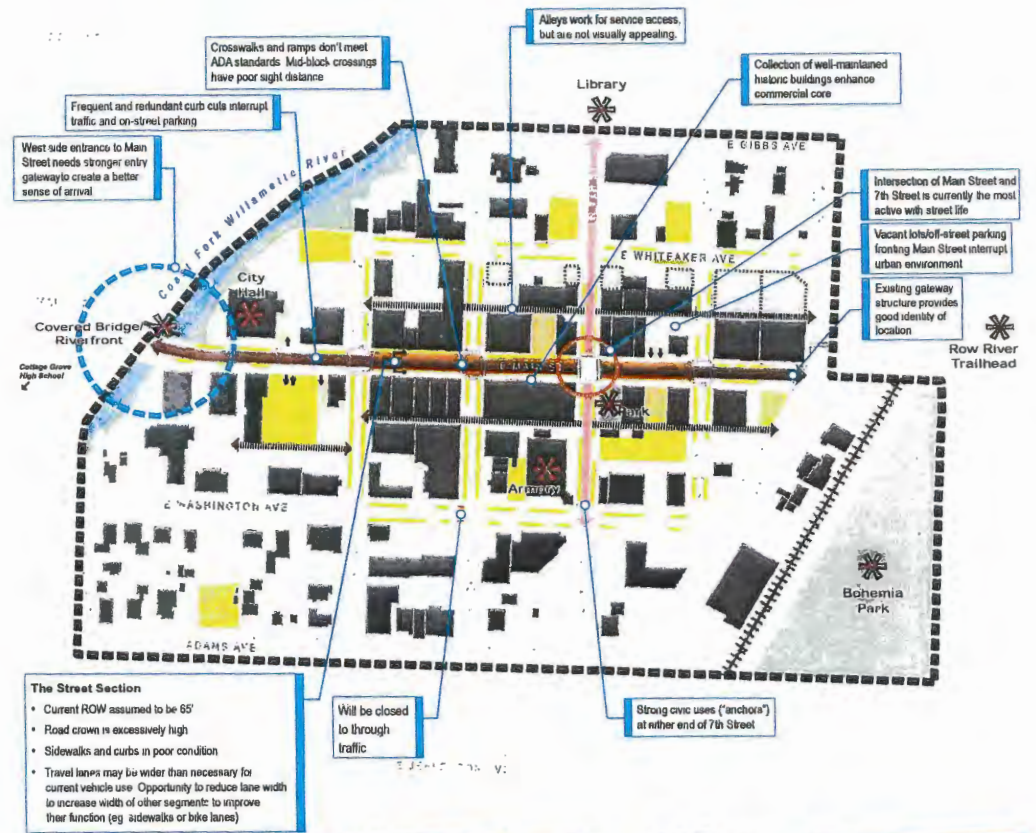 Alleys work for service access,
but are not visually appealing.
Crosswalks and ramps don't meet
ADA standards Mid-block crossings
have poor sight distance
Collection of well-maintained
historic buildings enhance
commercial core
Library
Frequent and redundant curb cuts interrupt
traffic and on-street parking
West side entrance to Main
Street needs stronger entry
gateway to create a better
sense of arrival
Coast Fork Willamette River
E GIBBS AVE
Intersection of Main Street and
7th Street is currently the most
active with street life
Vacant lots/off-street parking
fronting Main Street interrupt
urban environment
E WHITEAKER AVE
City
Hall
Existing gateway
structure provides
good identity of
location
Covered Bridge/
Riverfront
Row River
Trailhead
Cottage Grove
High School
E MAIN ST
Park
Armory
E WASHINGTON AVE
Bohemia
Park
ADAMS AVE
The Street Section
• Current ROW assumed to be 65'
• Road crown is excessively high
• Sidewalks and curbs in poor condition
• Travel lanes may be wider than necessary for
current vehicle use Opportunity to reduce lane width
to increase width of other segments to improve
their function (eg sidewalks or bike lanes)
Will be closed
to through
traffic
Strong civic uses ("anchors")
at either end of 7th Street